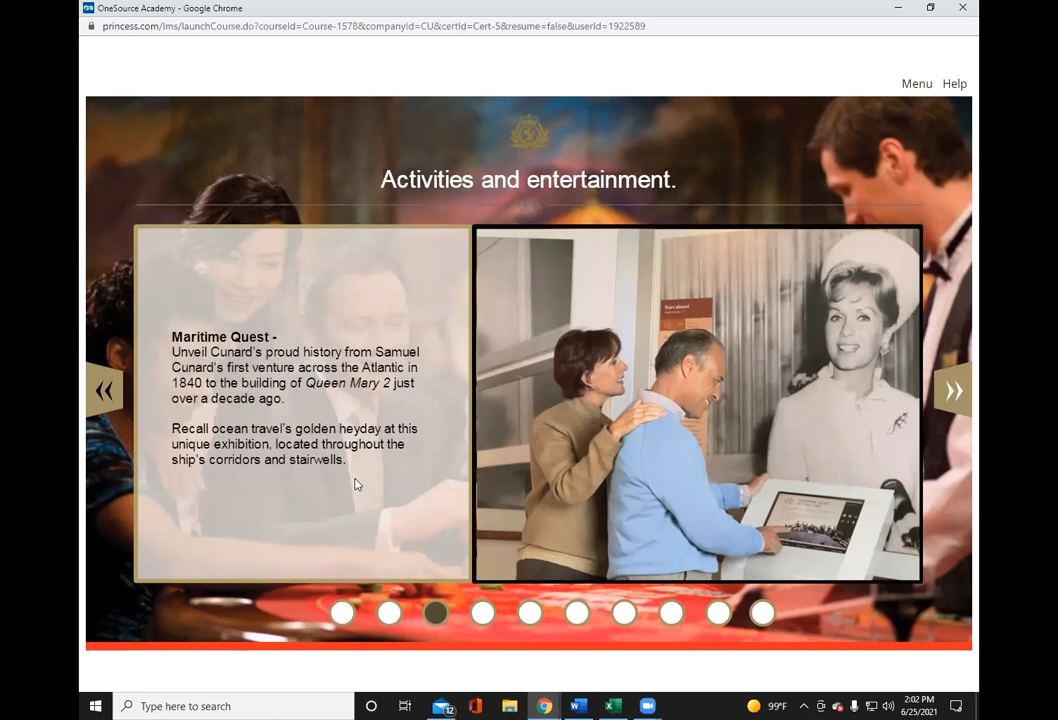 OneSource Academy - Google Chrome
princess.com/lms/launchCourse.do?courseId=Course-1578&companyId=CU&certId=Cert-5&resume=false&userId=1922589
Menu Help
Activities and entertainment.
Maritime Quest -
Unveil Cunard's proud history from Samuel
Cunard's first venture across the Atlantic in
1840 to the building of Queen Mary 2 just
over a decade ago.
Recall ocean travel's golden heyday at this
unique exhibition, located throughout the
ship's corridors and stairwells.
Type here to search
12
99°F
2:02 PM
6/25/2021